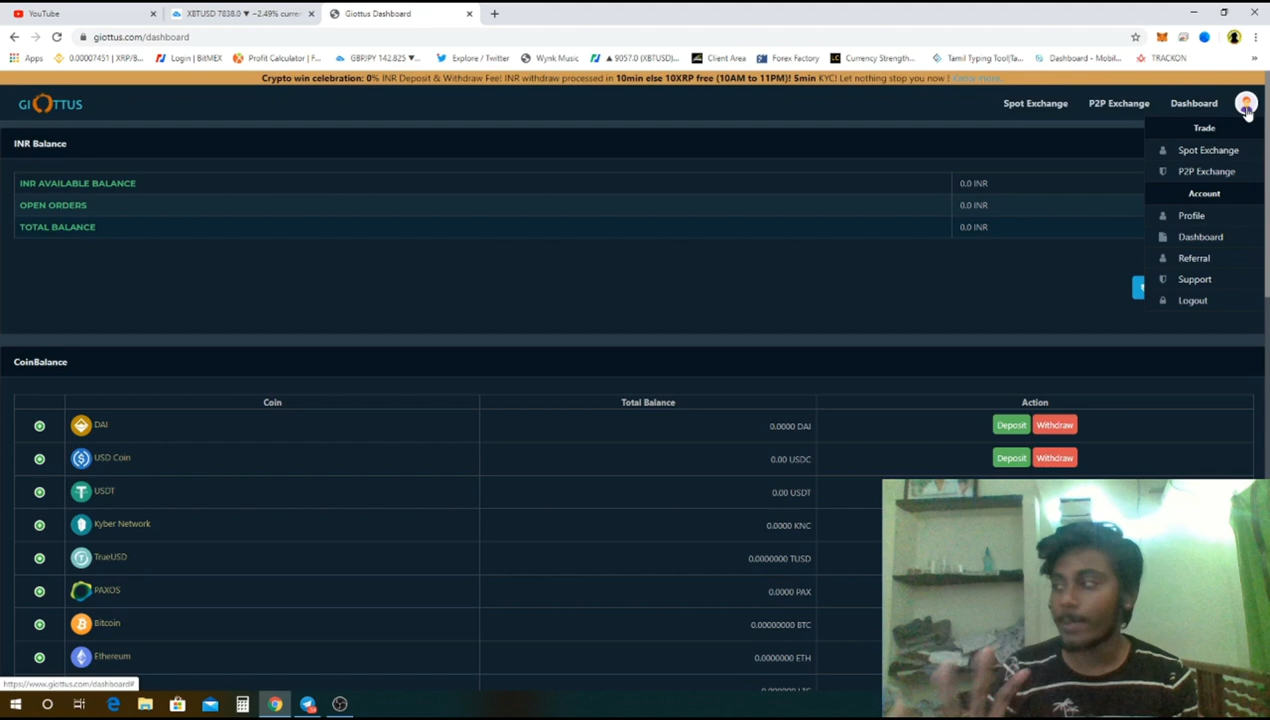 YouTube
XBTUSD 7838.0 ▼ −2.49% curre
Giottus Dashboard
giottus.com/dashboard
Apps
0.00007451 | XRP/B...
Login | BitMEX
Profit Calculator |...
GBPJPY 142.825 ▼...
Explore / Twitter
Wynk Music
▲ 9057.0 (XBTUSD)...
Client Area
Forex Factory
Currency Strength...
Tamil Typing Tool|Ta...
Dashboard - Mobil...
TRACKON
»
Crypto win celebration: 0% INR Deposit & Withdraw Fee! INR withdraw processed in 10min else 10XRP free (10AM to 11PM)! 5min KYC! Let nothing stop you now !
GIOTTUS
Spot Exchange
P2P Exchange
Dashboard
Trade
Spot Exchange
P2P Exchange
Account
Profile
Dashboard
Referral
Support
Logout
INR Balance
INR AVAILABLE BALANCE 0.0 INR
OPEN ORDERS 0.0 INR
TOTAL BALANCE 0.0 INR
CoinBalance
Coin Total Balance Action
DAI 0.0000 DAI Deposit Withdraw
USD Coin 0.00 USDC Deposit Withdraw
USDT 0.00 USDT
Kyber Network 0.0000 KNC
TrueUSD 0.0000000 TUSD
PAXOS 0.0000 PAX
Bitcoin 0.00000000 BTC
Ethereum 0.0000000 ETH
https://www.giottus.com/dashboard#